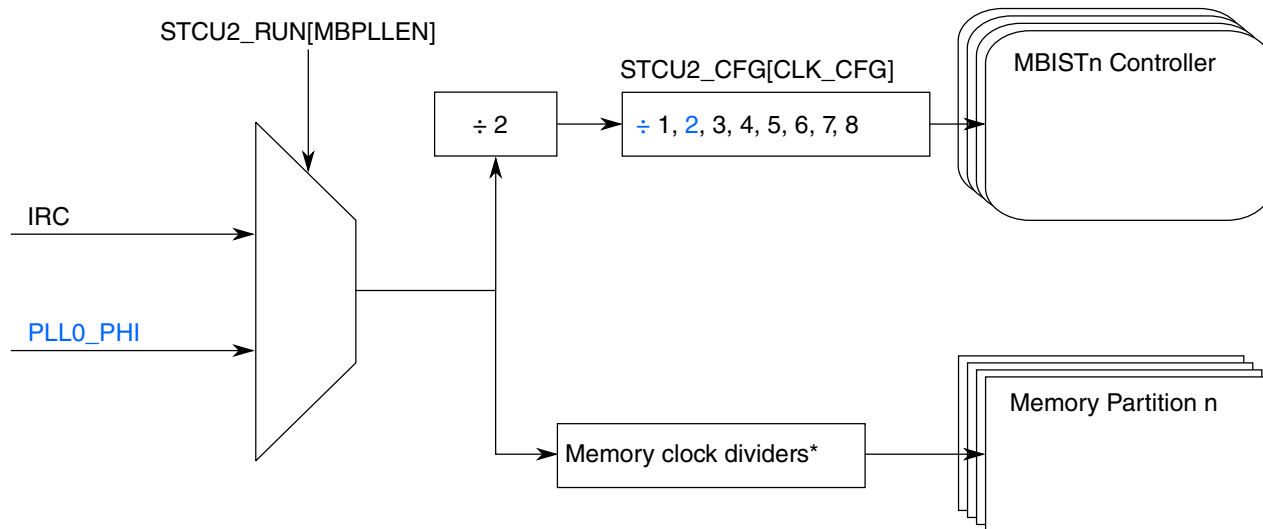 STCU2_RUN[MBPLLEN]
STCU2_CFG[CLK_CFG]
MBISTn Controller
÷ 2
÷ 1, 2, 3, 4, 5, 6, 7, 8
IRC
PLL0_PHI
Memory Partition n
Memory clock dividers*